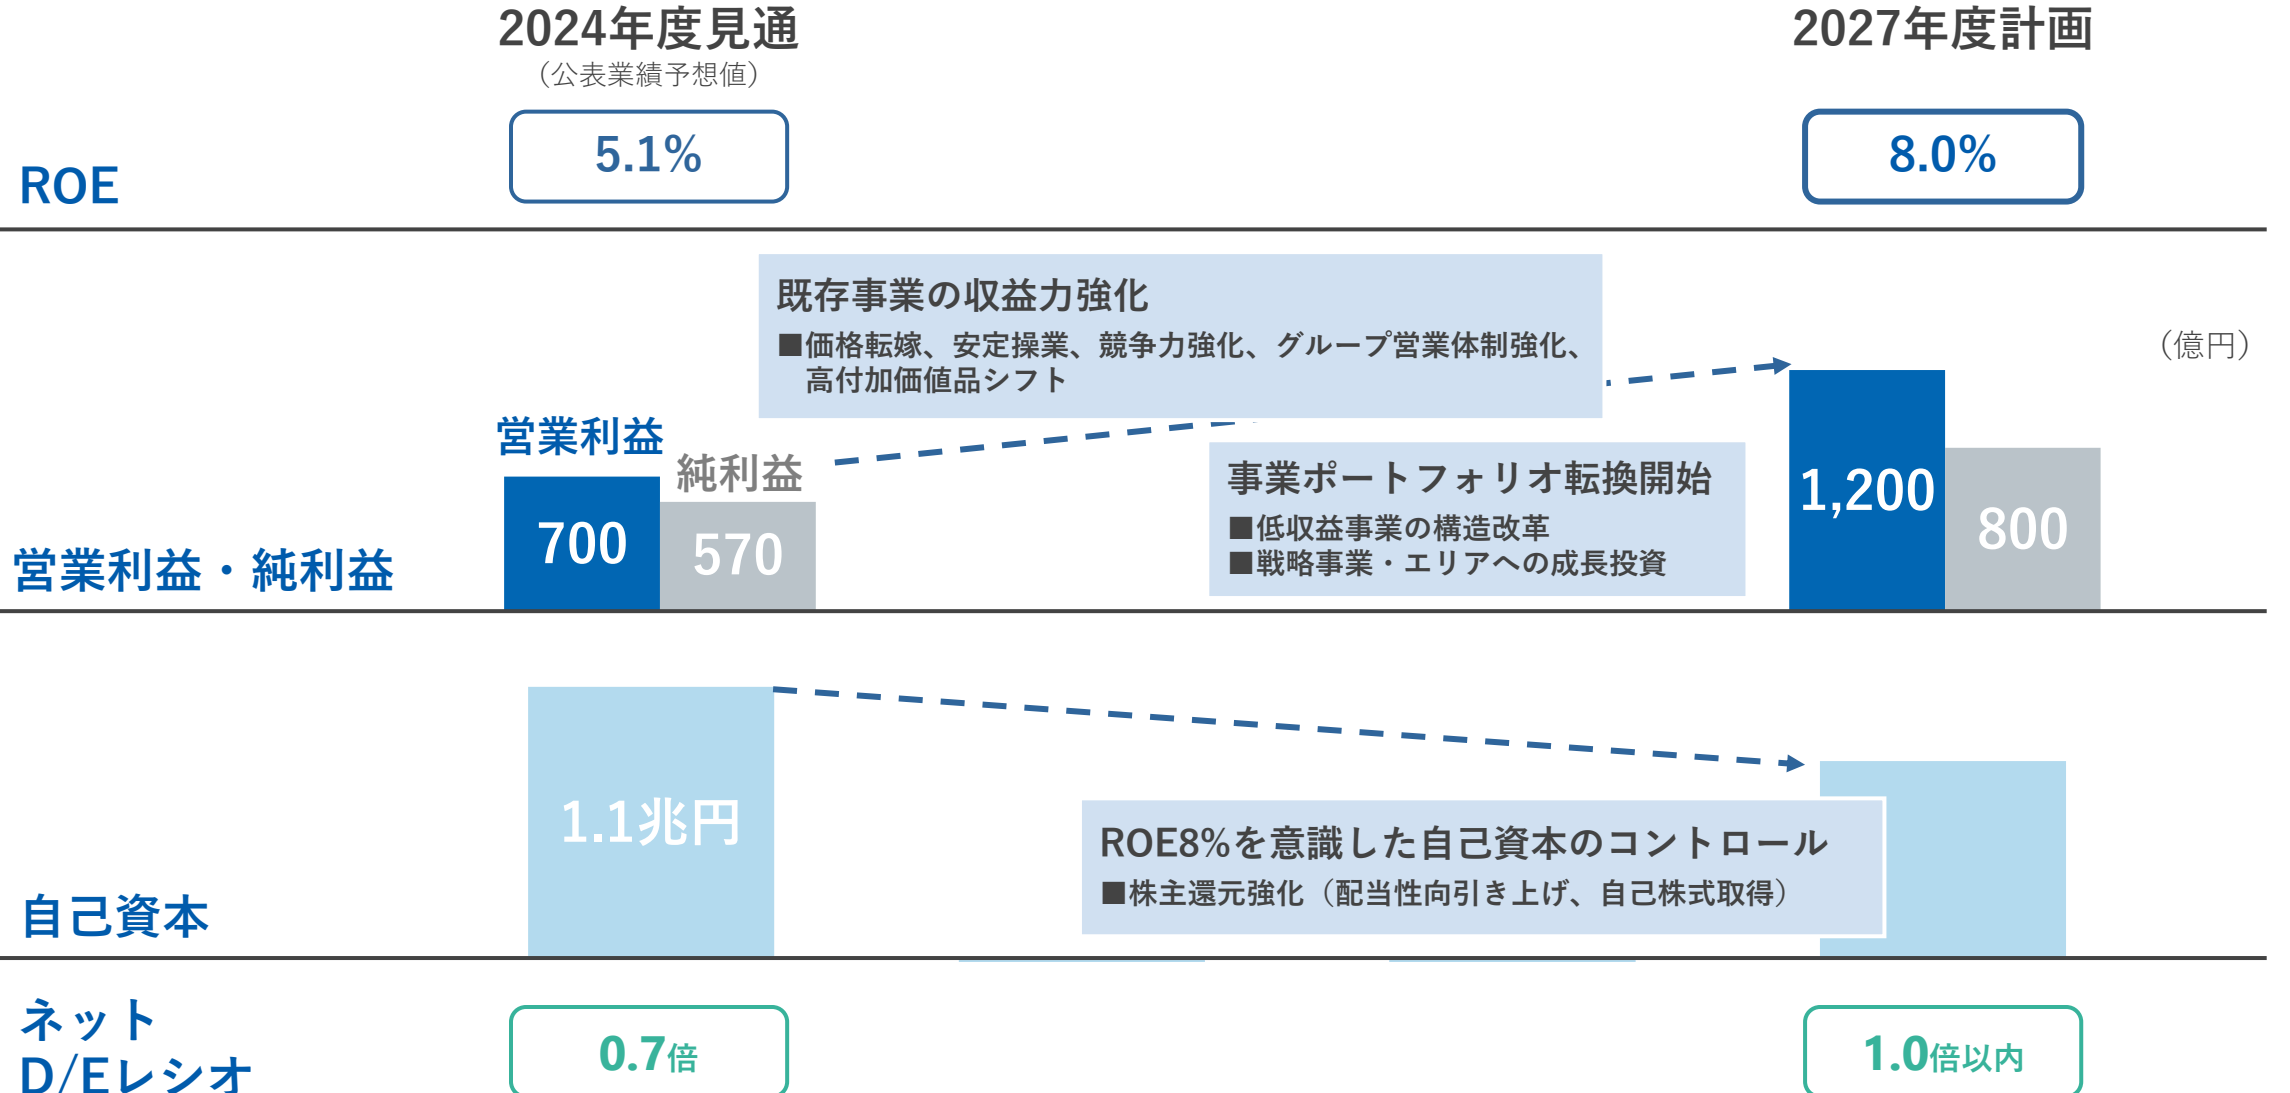 2024年度見通
（公表業績予想値）
2027年度計画
ROE
5.1%
8.0%
既存事業の収益力強化
■価格転嫁、安定操業、競争力強化、グループ営業体制強化、
高付加価値品シフト
（億円）
営業利益
純利益
事業ポートフォリオ転換開始
■低収益事業の構造改革
■戦略事業・エリアへの成長投資
営業利益・純利益
700
570
1,200
800
1.1兆円
ROE8%を意識した自己資本のコントロール
■株主還元強化（配当性向引き上げ、自己株式取得）
自己資本
ネット
D/Eレシオ
0.7倍
1.0倍以内